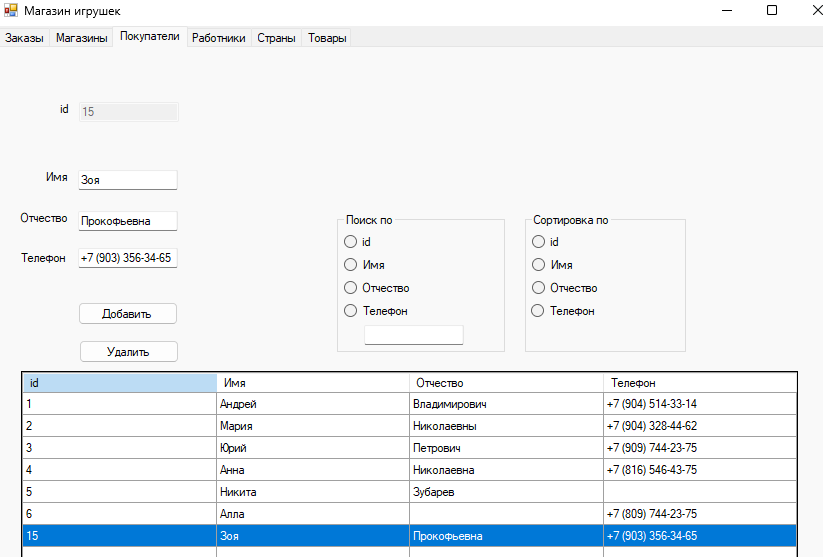 Магазин игрушек
Заказы Магазины Покупатели Работники Страны Товары
id 15
Имя Зоя
Отчество Прокофьевна
Телефон +7 (903) 356-34-65
Добавить
Удалить
Поиск по
id
Имя
Отчество
Телефон
Сортировка по
id
Имя
Отчество
Телефон
id Имя Отчество Телефон
1 Андрей Владимирович +7 (904) 514-33-14
2 Мария Николаевны +7 (904) 328-44-62
3 Юрий Петрович +7 (909) 744-23-75
4 Анна Николаевна +7 (816) 546-43-75
5 Никита Зубарев
6 Алла +7 (809) 744-23-75
15 Зоя Прокофьевна +7 (903) 356-34-65